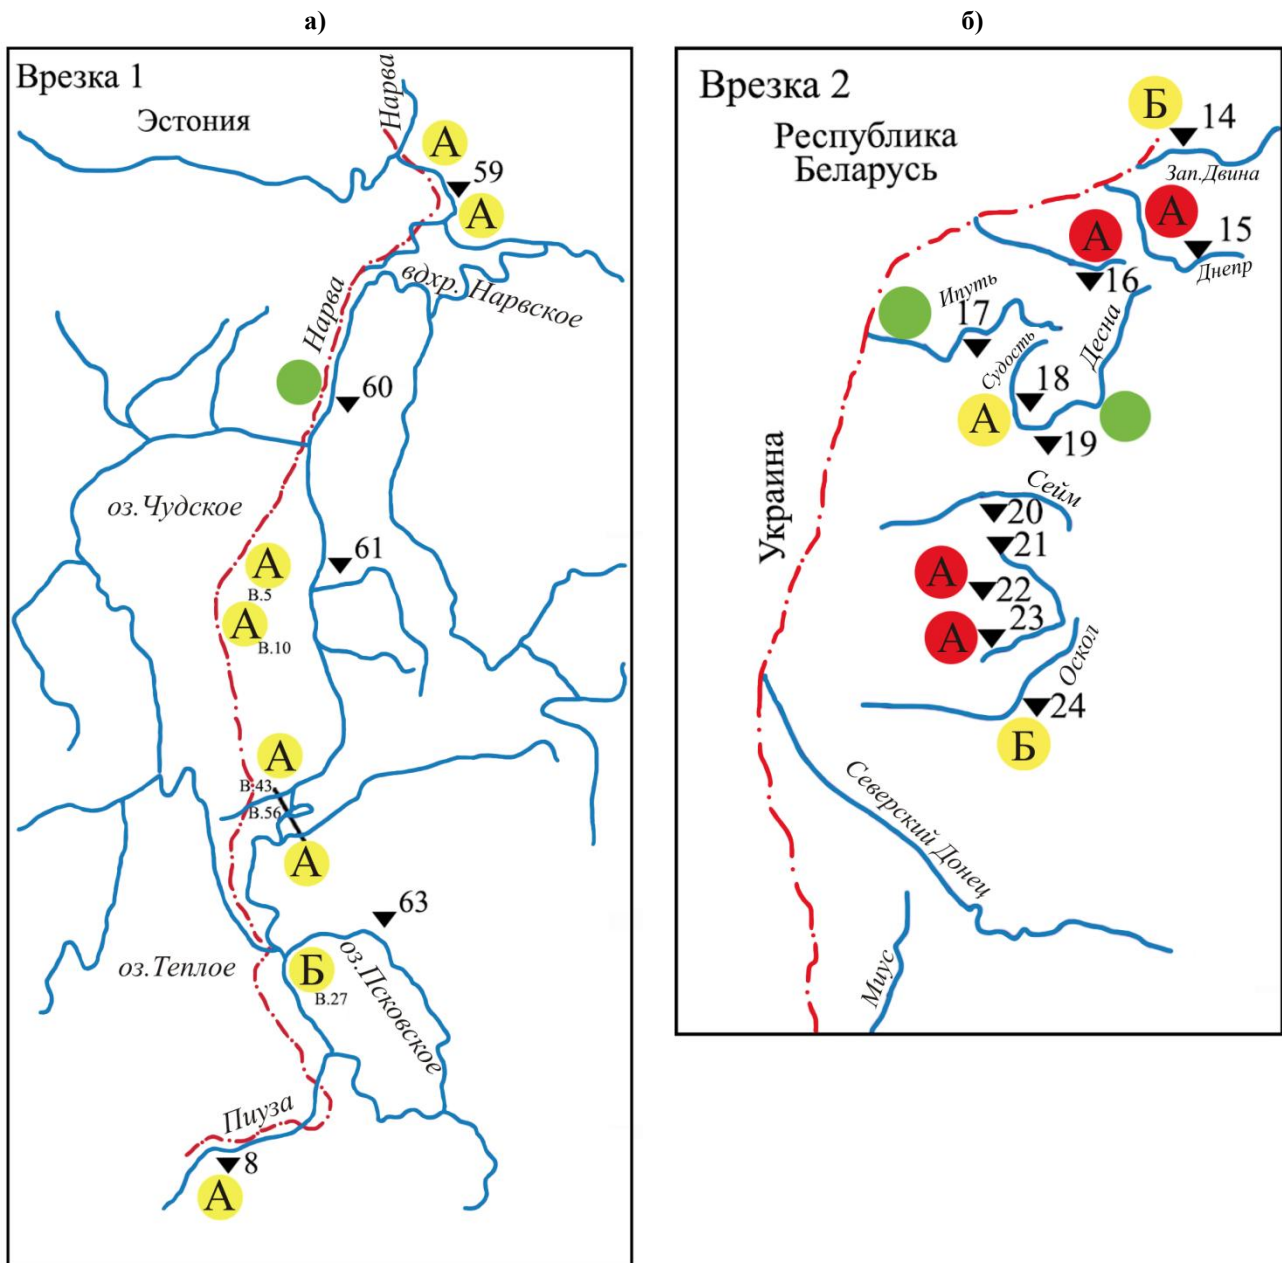 а)
Врезка 1
Эстония
Нарва
А
59
А
вдхр. Нарвское
Нарва
60
оз.Чудское
А
В.5
61
А
В.10
А
В.43
В.56
А
63
оз.Теплое
Б
В.27
оз.Псковское
Пиуза
8
А
б)
Врезка 2
Республика
Беларусь
Б
14
Зап.Двина
А
15
Днепр
А
16
Ипуть
17
Десна
Судость
18
А
19
Украина
Сейм
20
21
А
22
А
23
Оскол
24
Б
Северский Донец
Миус